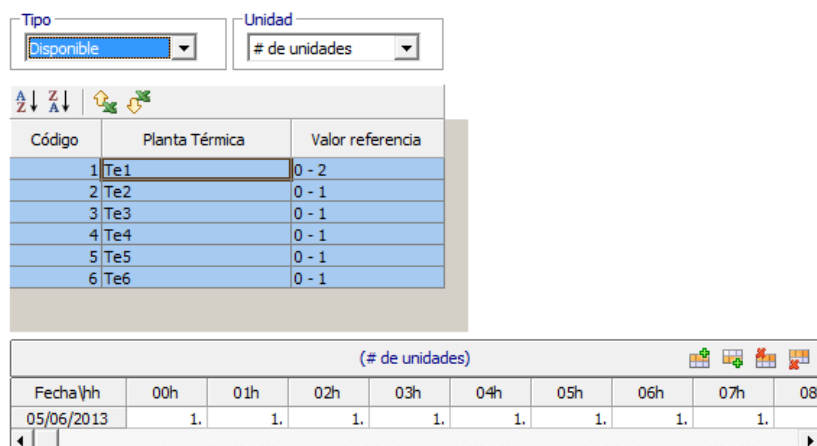 Tipo Unidad
Disponible # de unidades
Código Planta Térmica Valor referencia
1 Te1 0 - 2
2 Te2 0 - 1
3 Te3 0 - 1
4 Te4 0 - 1
5 Te5 0 - 1
6 Te6 0 - 1
(# de unidades)
Fecha\hh 00h 01h 02h 03h 04h 05h 06h 07h 08
05/06/2013 1. 1. 1. 1. 1. 1. 1. 1.